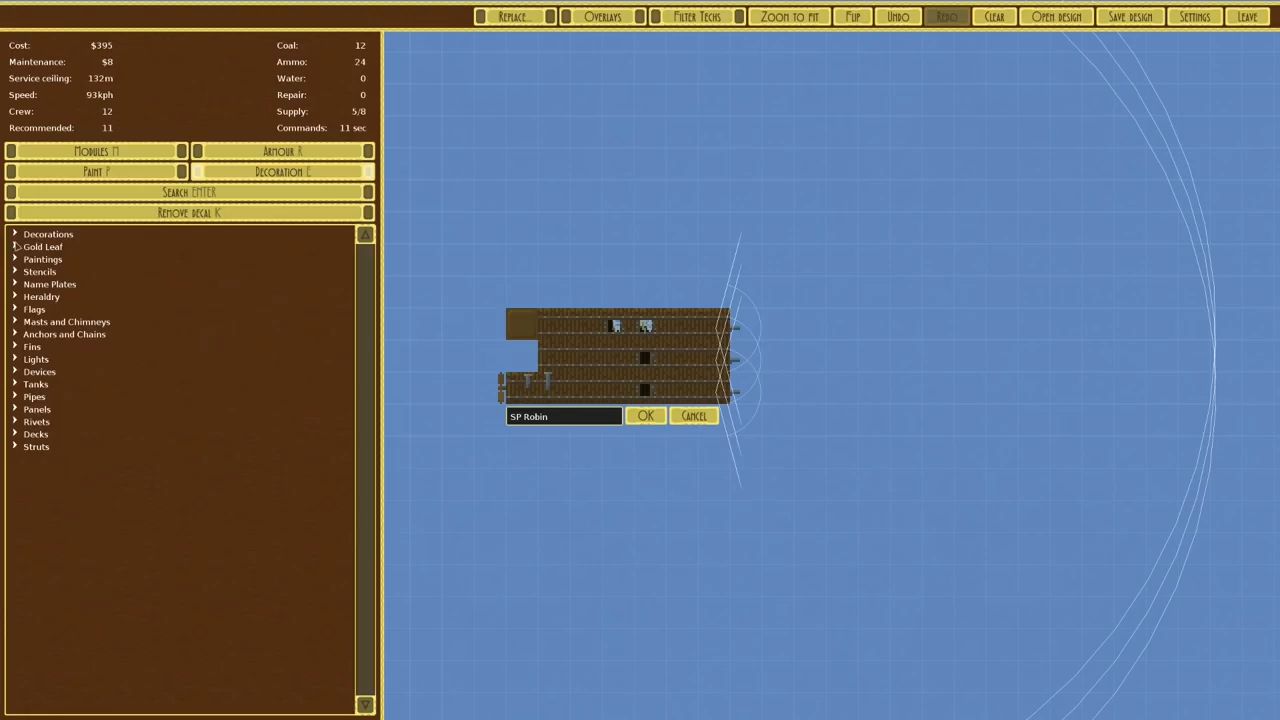 Replace... Overlays Filter Techs Zoom to fit Flip Undo Redo Clear Open design Save design Settings Leave
Cost: $395 Coal: 12
Maintenance: $8 Ammo: 24
Service ceiling: 132m Water: 0
Speed: 93kph Repair: 0
Crew: 12 Supply: 5/8
Recommended: 11 Commands: 11 sec
Modules M Armour R
Paint P Decoration E
Search ENTER
Remove decal K
Decorations
Gold Leaf
Paintings
Stencils
Name Plates
Heraldry
Flags
Masts and Chimneys
Anchors and Chains
Fins
Lights
Devices
Tanks
Pipes
Panels
Rivets
Decks
Struts
SP Robin OK Cancel